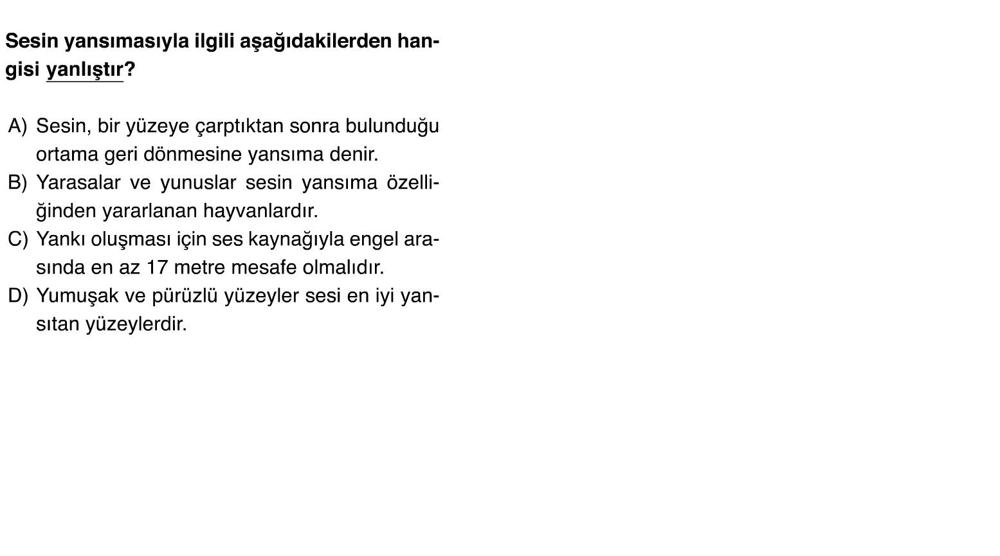 Sesin yansımasıyla ilgili aşağıdakilerden han-
gisi yanlıştır?
A) Sesin, bir yüzeye çarptıktan sonra bulunduğu
ortama geri dönmesine yansıma denir.
B) Yarasalar ve yunuslar sesin yansıma özelli-
ğinden yararlanan hayvanlardır.
C) Yankı oluşması için ses kaynağıyla engel ara-
sında en az 17 metre mesafe olmalıdır.
D) Yumuşak ve pürüzlü yüzeyler sesi en iyi yan-
sıtan yüzeylerdir.